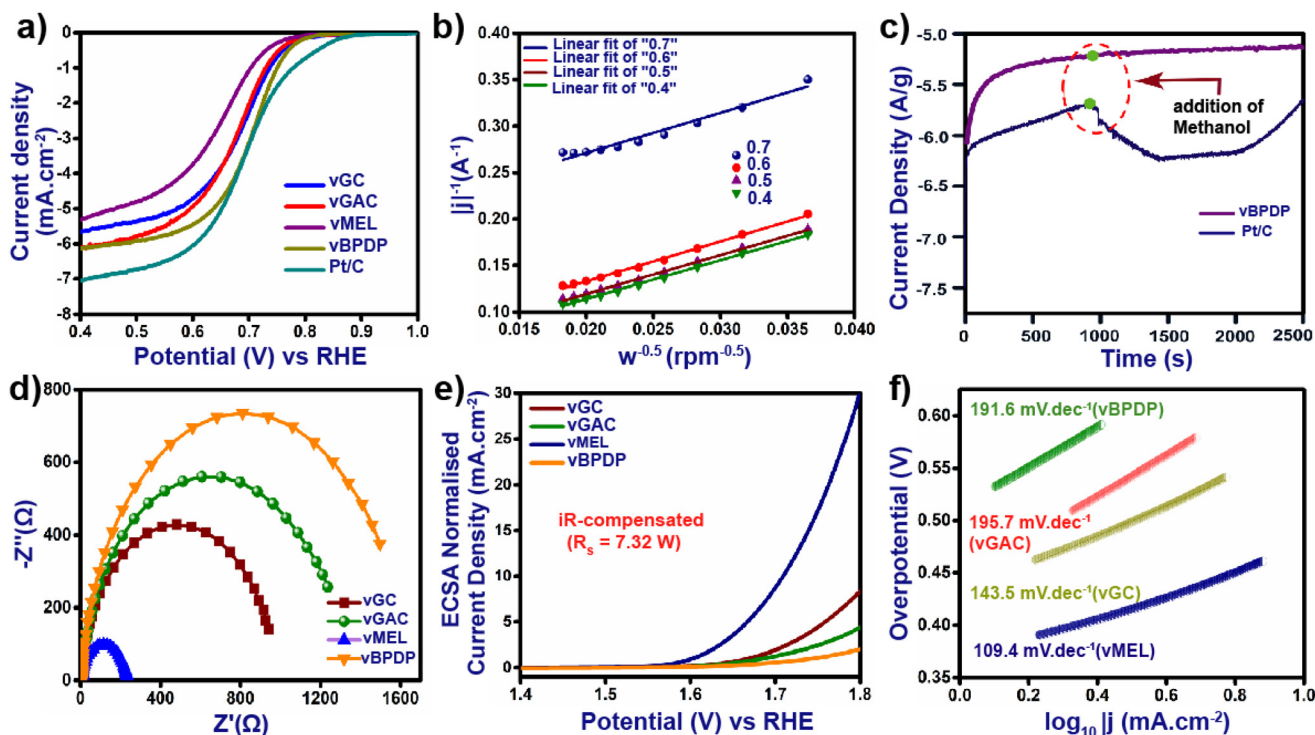 a)
Current density
(mA.cm⁻²)
0
-1
-2
-3
-4
-5
-6
-7
-8
vGC
vGAC
vMEL
vBPDP
Pt/C
0.4 0.5 0.6 0.7 0.8 0.9 1.0
Potential (V) vs RHE
b)
|j|⁻¹(A⁻¹)
Linear fit of "0.7"
Linear fit of "0.6"
Linear fit of "0.5"
Linear fit of "0.4"
0.35
0.30
0.25
0.20
0.15
0.10
0.7
0.6
0.5
0.4
0.015 0.020 0.025 0.030 0.035 0.040
w⁻⁰·⁵ (rpm⁻⁰·⁵)
c)
Current Density (A/g)
-5.0
-5.5
-6.0
-6.5
-7.0
-7.5
addition of
Methanol
vBPDP
Pt/C
0 500 1000 1500 2000 2500
Time (s)
d)
-Z''(Ω)
800
600
400
200
0
vGC
vGAC
vMEL
vBPDP
0 400 800 1200 1600
Z'(Ω)
e)
ECSA Normalised
Current Density (mA.cm⁻²)
30
25
20
15
10
5
0
vGC
vGAC
vMEL
vBPDP
iR-compensated
(Rₛ = 7.32 W)
1.4 1.5 1.6 1.7 1.8
Potential (V) vs RHE
f)
Overpotential (V)
0.60
0.55
0.50
0.45
0.40
0.35
191.6 mV.dec⁻¹(vBPDP)
195.7 mV.dec⁻¹
(vGAC)
143.5 mV.dec⁻¹(vGC)
109.4 mV.dec⁻¹(vMEL)
0.0 0.2 0.4 0.6 0.8 1.0
log₁₀|j (mA.cm⁻²)